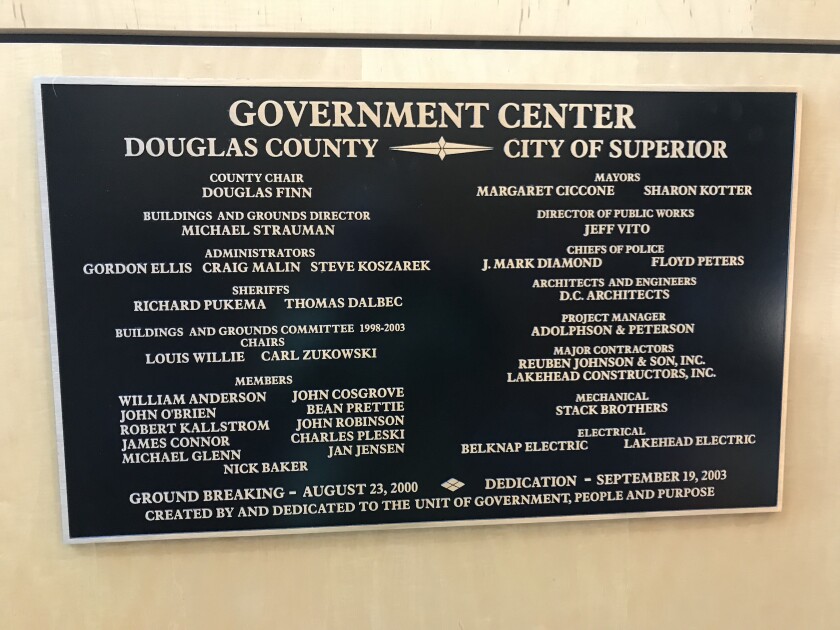 GOVERNMENT CENTER
DOUGLAS COUNTY CITY OF SUPERIOR
COUNTY CHAIR
DOUGLAS FINN
BUILDINGS AND GROUNDS DIRECTOR
MICHAEL STRAUMAN
ADMINISTRATORS
GORDON ELLIS CRAIG MALIN STEVE KOSZAREK
SHERIFFS
RICHARD PUKEMA THOMAS DALBEC
BUILDINGS AND GROUNDS COMMITTEE 1998-2003
CHAIRS
LOUIS WILLIE CARL ZUKOWSKI
MEMBERS
WILLIAM ANDERSON JOHN COSGROVE
JOHN O'BRIEN BEAN PRETTIE
ROBERT KALLSTROM JOHN ROBINSON
JAMES CONNOR CHARLES PLESKI
MICHAEL GLENN JAN JENSEN
NICK BAKER
MAYORS
MARGARET CICCONE SHARON KOTTER
DIRECTOR OF PUBLIC WORKS
JEFF VITO
CHIEFS OF POLICE
J. MARK DIAMOND FLOYD PETERS
ARCHITECTS AND ENGINEERS
D.C. ARCHITECTS
PROJECT MANAGER
ADOLPHSON & PETERSON
MAJOR CONTRACTORS
REUBEN JOHNSON & SON, INC.
LAKEHEAD CONSTRUCTORS, INC.
MECHANICAL
STACK BROTHERS
ELECTRICAL
BELKNAP ELECTRIC LAKEHEAD ELECTRIC
GROUND BREAKING - AUGUST 23, 2000 DEDICATION - SEPTEMBER 19, 2003
CREATED BY AND DEDICATED TO THE UNIT OF GOVERNMENT, PEOPLE AND PURPOSE